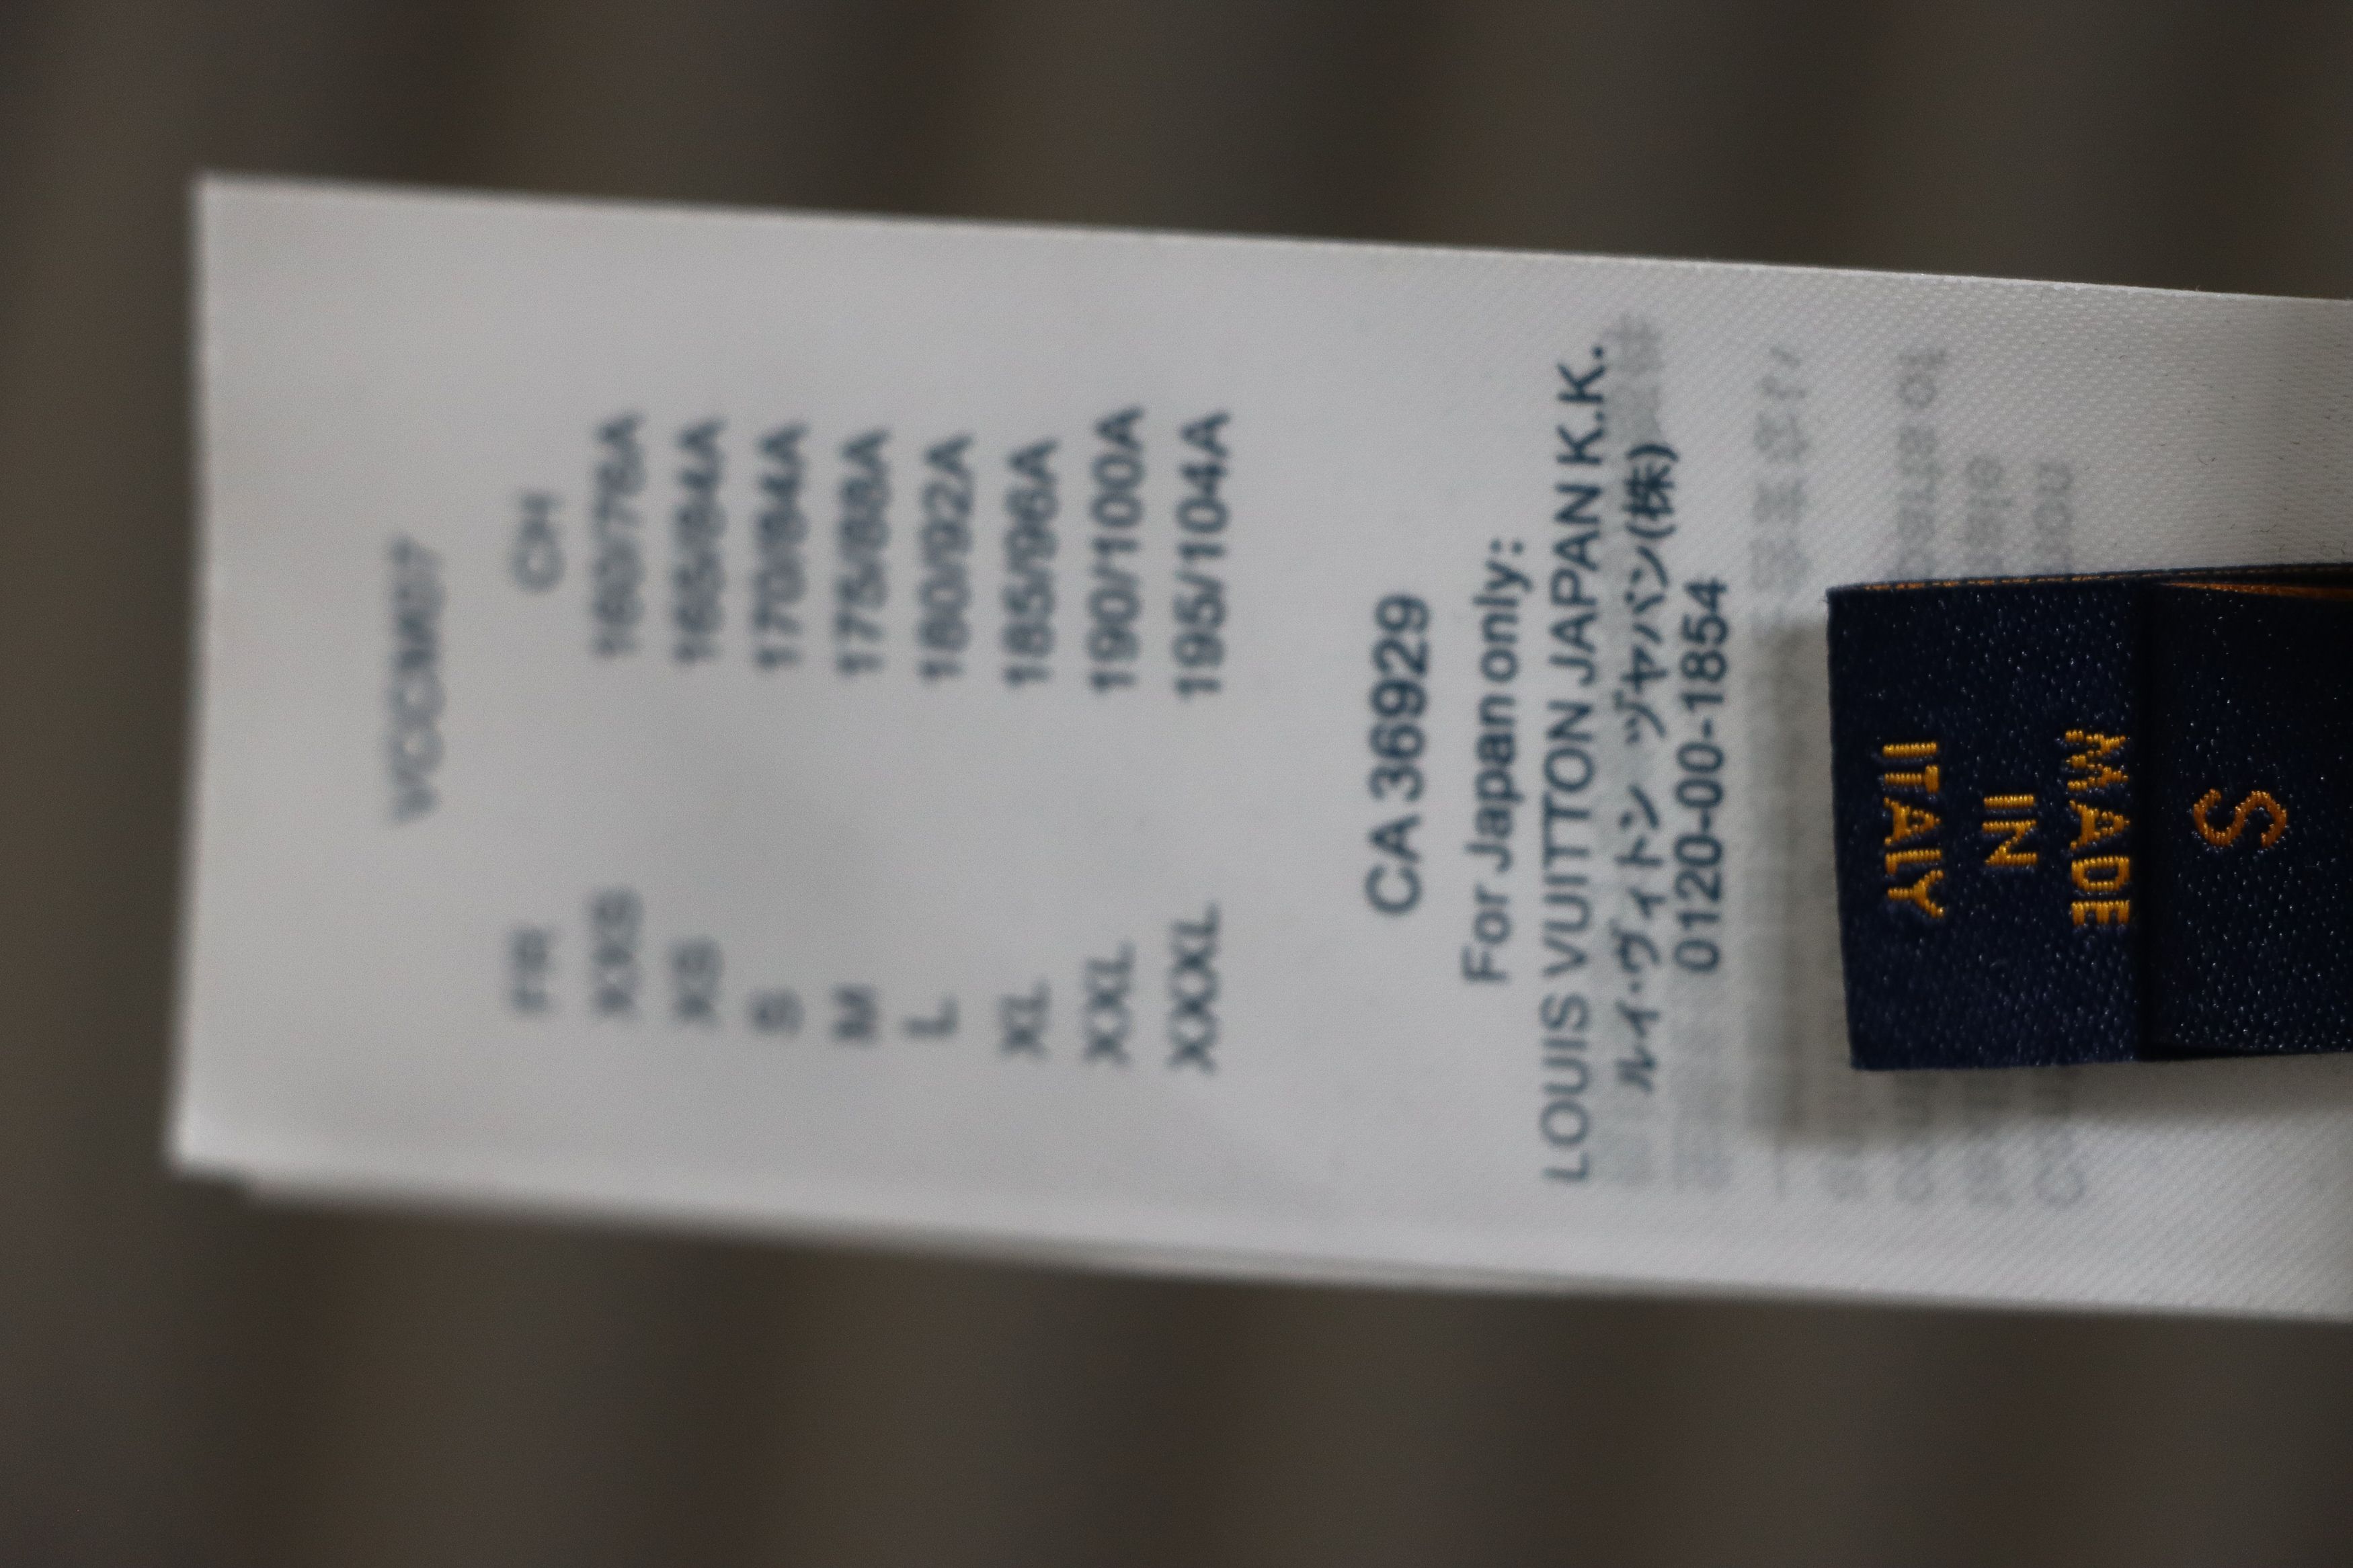 FR CH
XXS 160/76A
XS 165/84A
S 170/84A
M 175/88A
L 180/92A
XL 185/96A
XXL 190/100A
XXXL 195/104A
CA 36929
For Japan only:
LOUIS VUITTON JAPAN K.K.
ルイ・ヴィトン ジャパン(株)
0120-00-1854
S
MADE
IN
ITALY